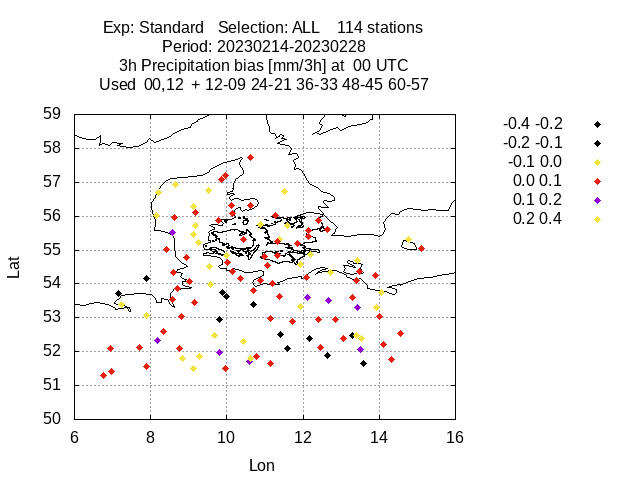 Exp: Standard   Selection: ALL    114 stations
Period: 20230214-20230228
3h Precipitation bias [mm/3h] at  00 UTC
Used  00,12  + 12-09 24-21 36-33 48-45 60-57
59
58
57
56
55
54
53
52
51
50
Lat
6 8 10 12 14 16
Lon
-0.4 -0.2
-0.2 -0.1
-0.1 0.0
0.0 0.1
0.1 0.2
0.2 0.4